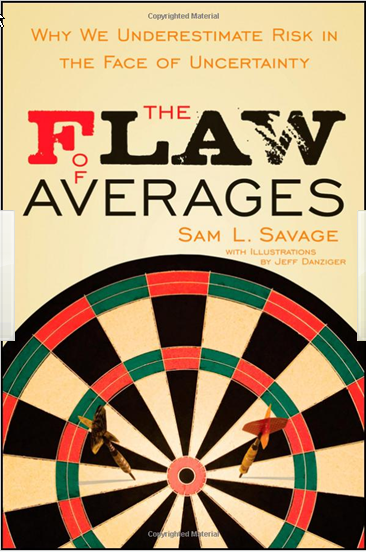 Copyrighted Material
Why We Underestimate Risk in
the Face of Uncertainty
THE
FLAW
OF
AVERAGES
Sam L. Savage
with Illustrations
by Jeff Danziger
Copyrighted Material